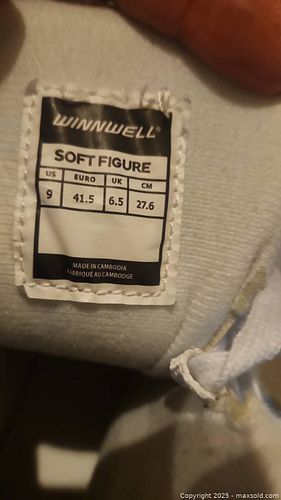 WINNWELL®
SOFT FIGURE
US EURO UK CM
9 41.5 6.5 27.6
MADE IN CAMBODIA
FABRIQUÉ AU CAMBODGE
Copyright © 2025 - maxsold.com